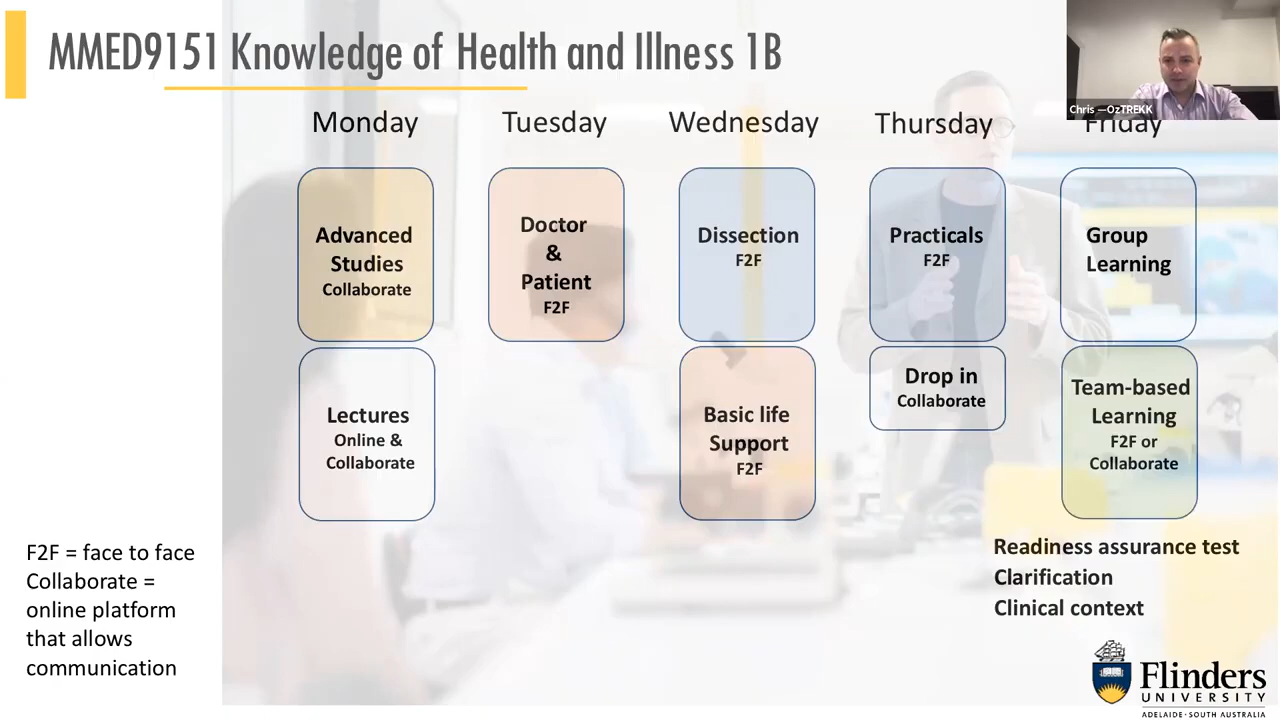 MMED9151 Knowledge of Health and Illness 1B
Chris —OzTREKK
Monday
Tuesday
Wednesday
Thursday
Friday
Advanced
Studies
Collaborate
Doctor
&
Patient
F2F
Dissection
F2F
Practicals
F2F
Group
Learning
Lectures
Online &
Collaborate
Basic life
Support
F2F
Drop in
Collaborate
Team-based
Learning
F2F or
Collaborate
F2F = face to face
Collaborate =
online platform
that allows
communication
Readiness assurance test
Clarification
Clinical context
Flinders
UNIVERSITY
ADELAIDE · SOUTH AUSTRALIA